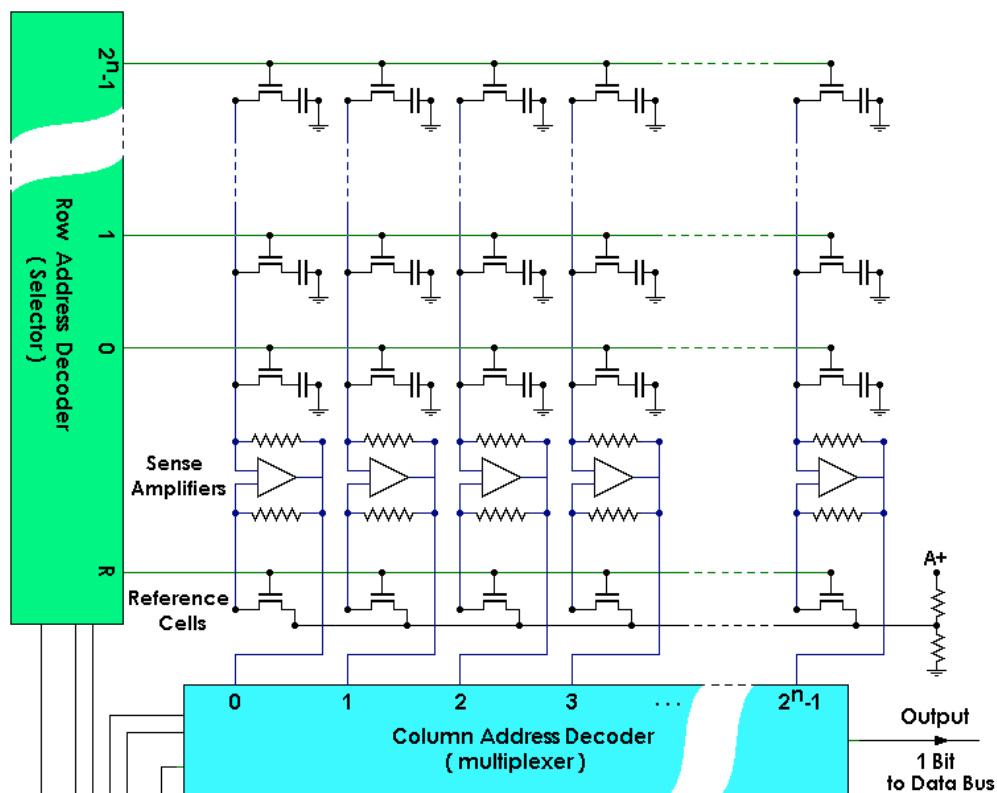 2ⁿ-1
1
0
R
Row Address Decoder
( Selector )
Sense
Amplifiers
Reference
Cells
A+
0 1 2 3 ... 2ⁿ-1
Column Address Decoder
( multiplexer )
Output
1 Bit
to Data Bus